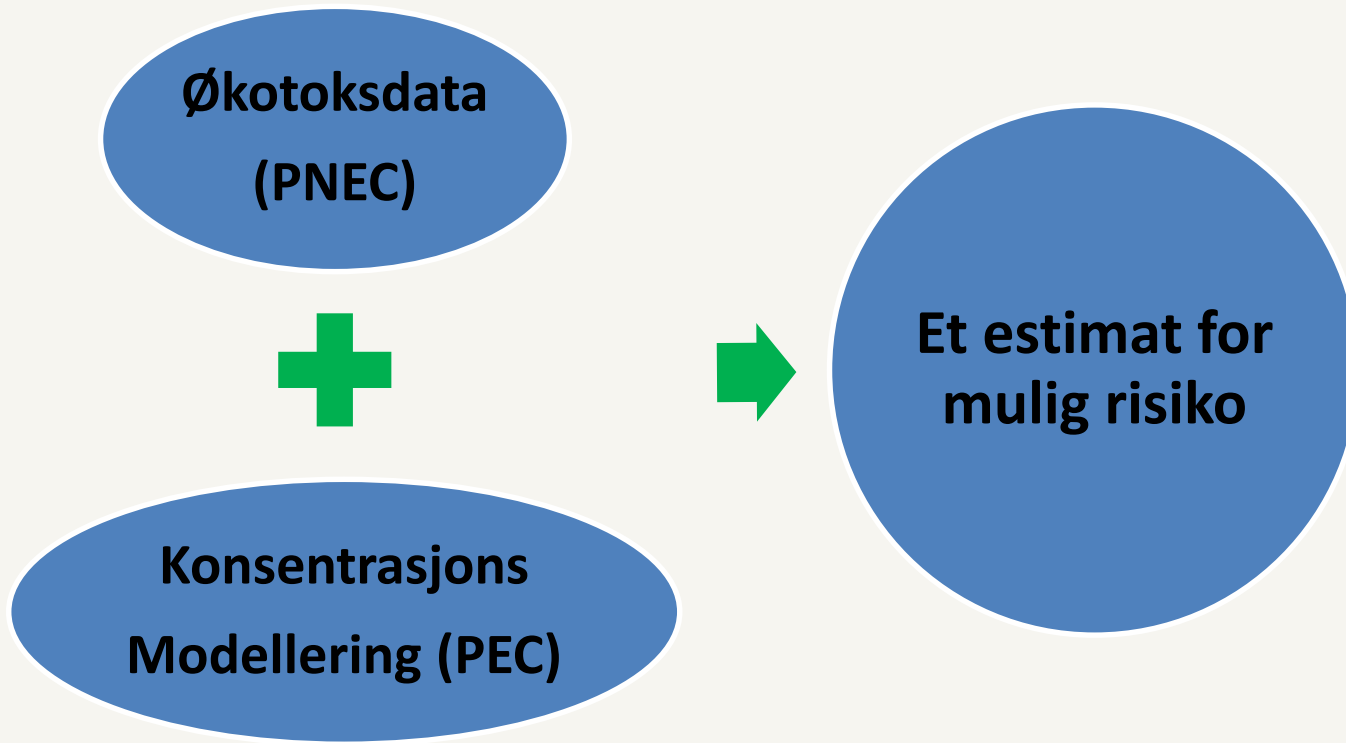 Økotoksdata
(PNEC)
Konsentrasjons
Modellering (PEC)
Et estimat for
mulig risiko